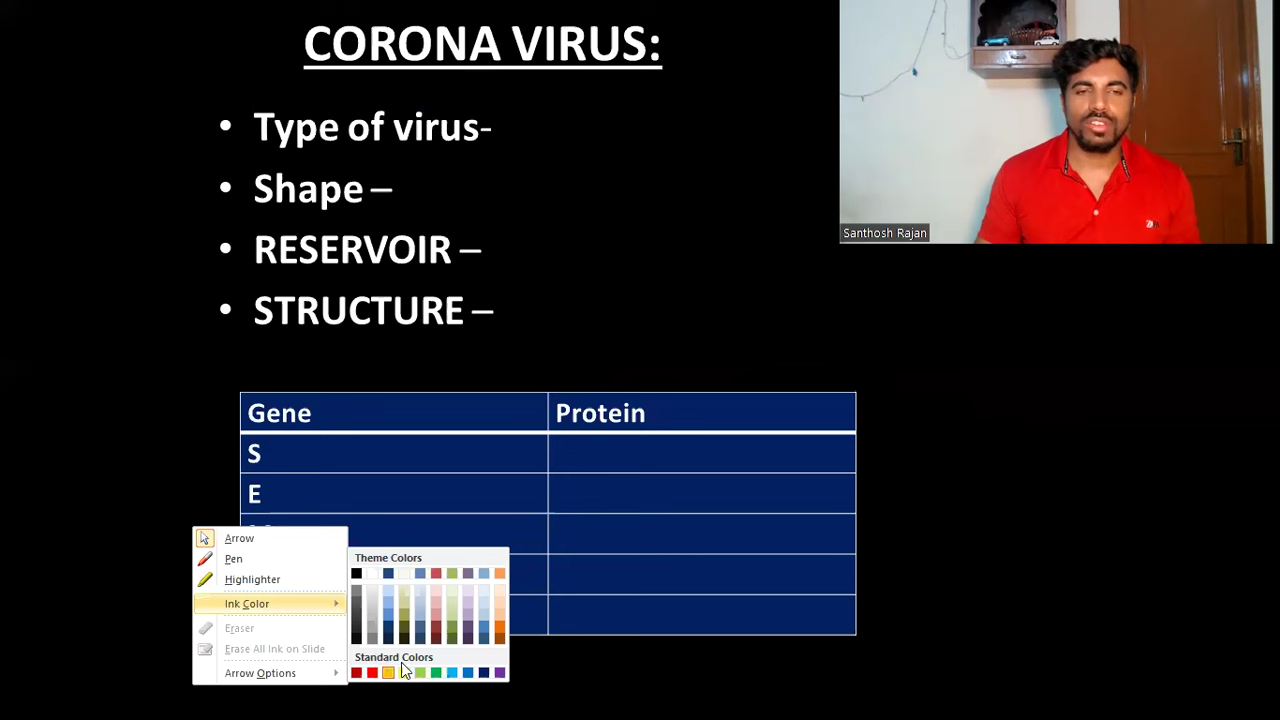 CORONA VIRUS:
• Type of virus-
• Shape –
• RESERVOIR –
• STRUCTURE –
Santhosh Rajan
Gene Protein
S
E
Arrow
Pen
Highlighter
Ink Color
Eraser
Erase All Ink on Slide
Arrow Options
Theme Colors
Standard Colors